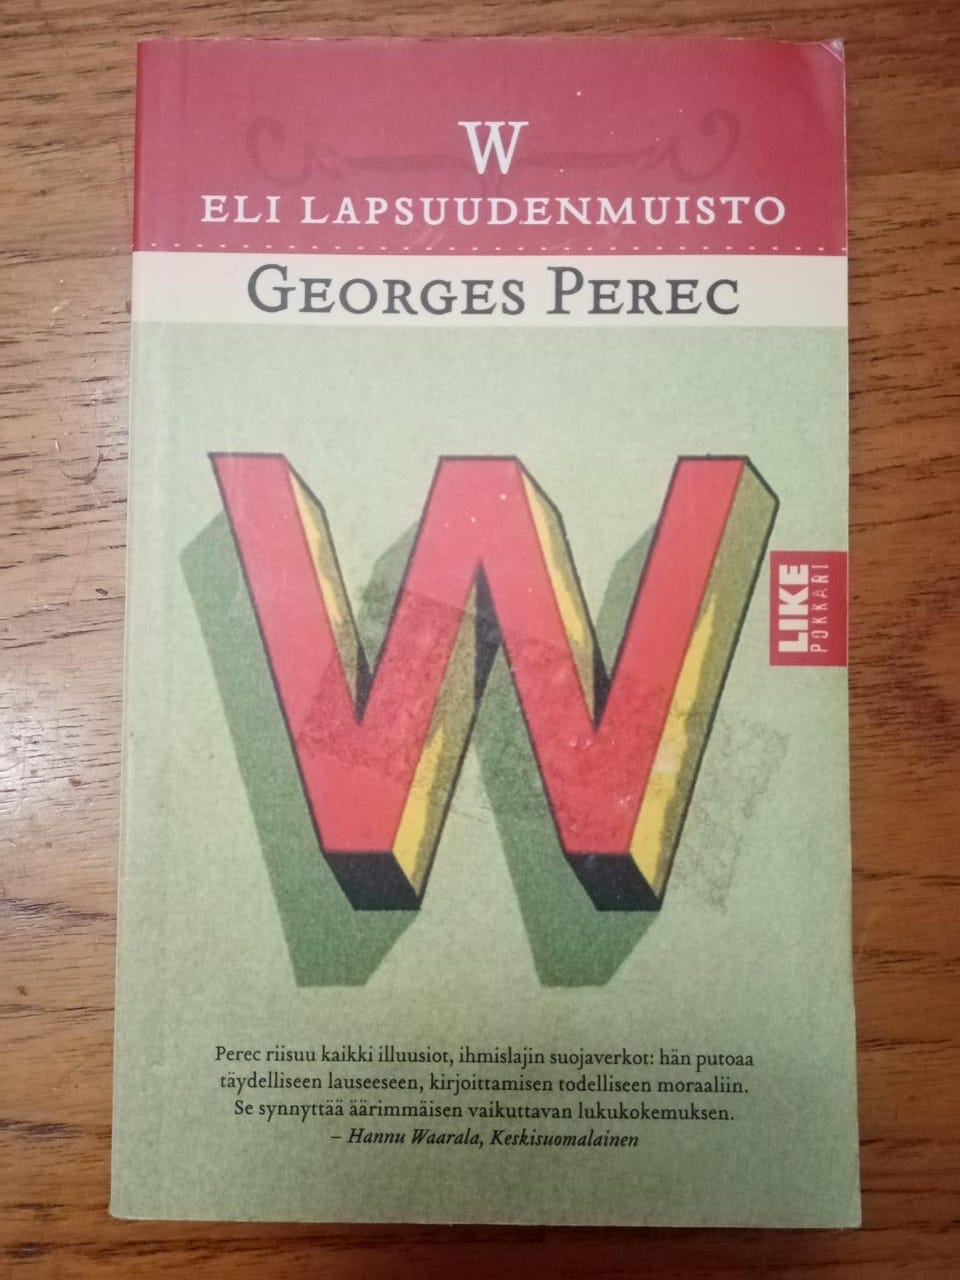 W
ELI LAPSUUDENMUISTO
GEORGES PEREC
W
LIKE
POKKARI
Perec riisuu kaikki illuusiot, ihmislajin suojaverkot: hän putoaa
täydelliseen lauseeseen, kirjoittamisen todelliseen moraaliin.
Se synnyttää äärimmäisen vaikuttavan lukukokemuksen.
– Hannu Waarala, Keskisuomalainen